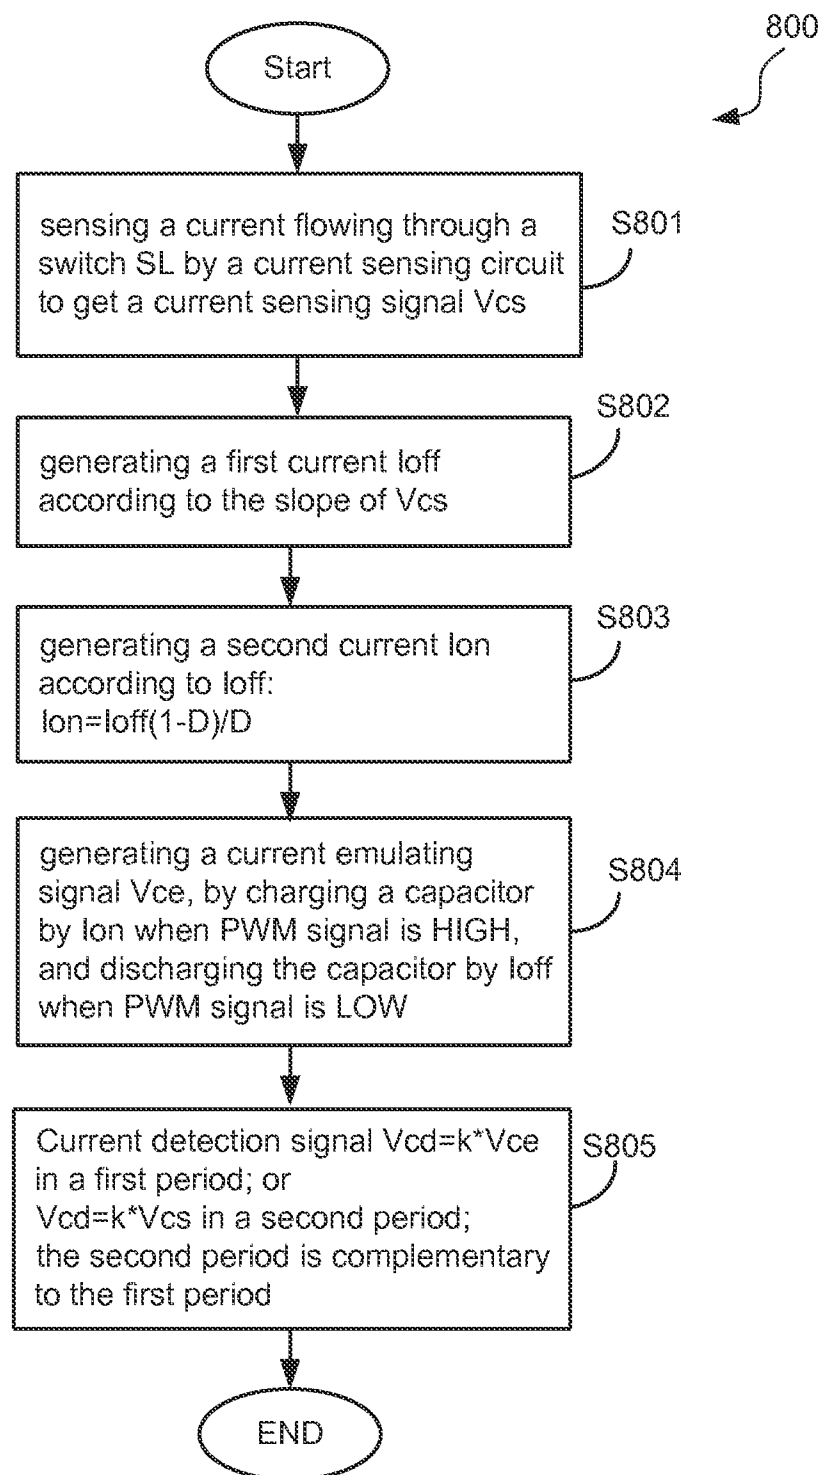 800
Start
sensing a current flowing through a
switch SL by a current sensing circuit
to get a current sensing signal Vcs
S801
generating a first current Ioff
according to the slope of Vcs
S802
generating a second current Ion
according to Ioff:
Ion=Ioff(1-D)/D
S803
generating a current emulating
signal Vce, by charging a capacitor
by Ion when PWM signal is HIGH,
and discharging the capacitor by Ioff
when PWM signal is LOW
S804
Current detection signal Vcd=k*Vce
in a first period; or
Vcd=k*Vcs in a second period;
the second period is complementary
to the first period
S805
END